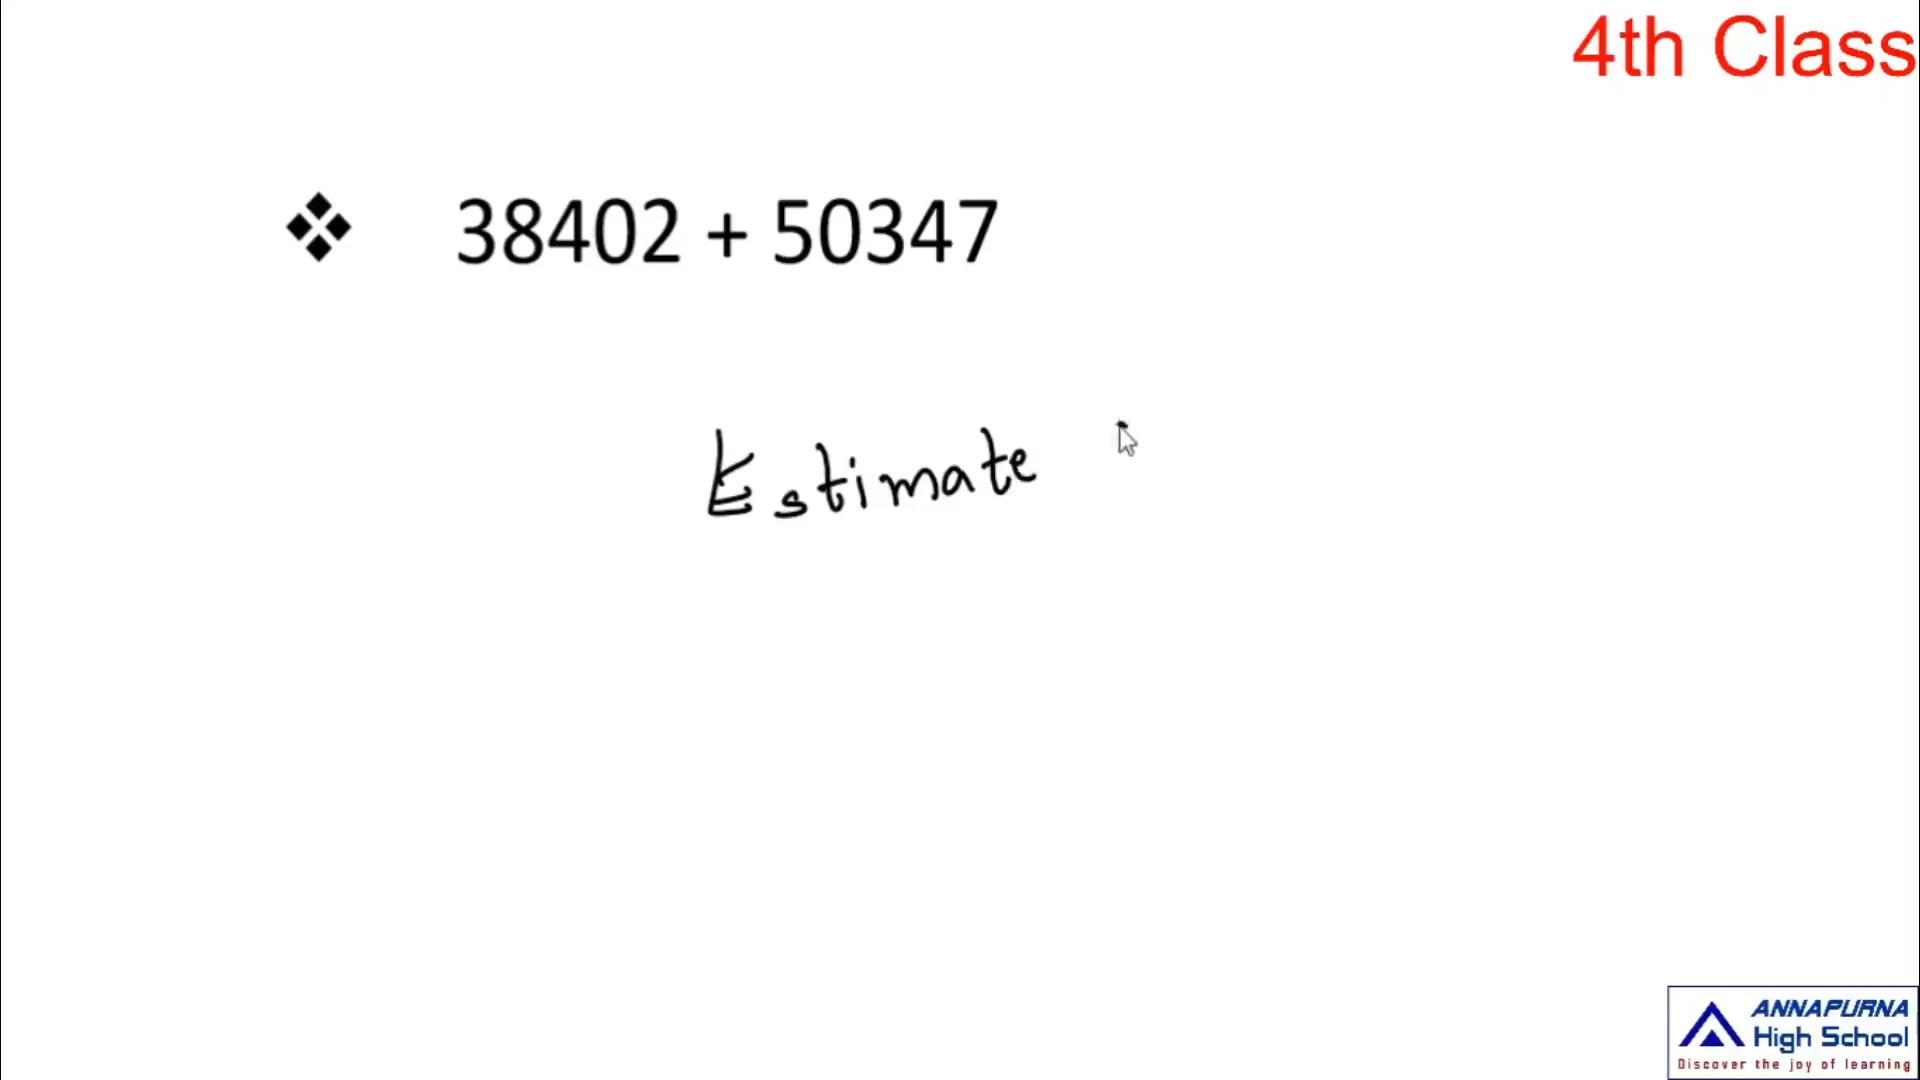 4th Class
❖ 38402 + 50347
Estimate
ANNAPURNA
High School
Discover the joy of learning